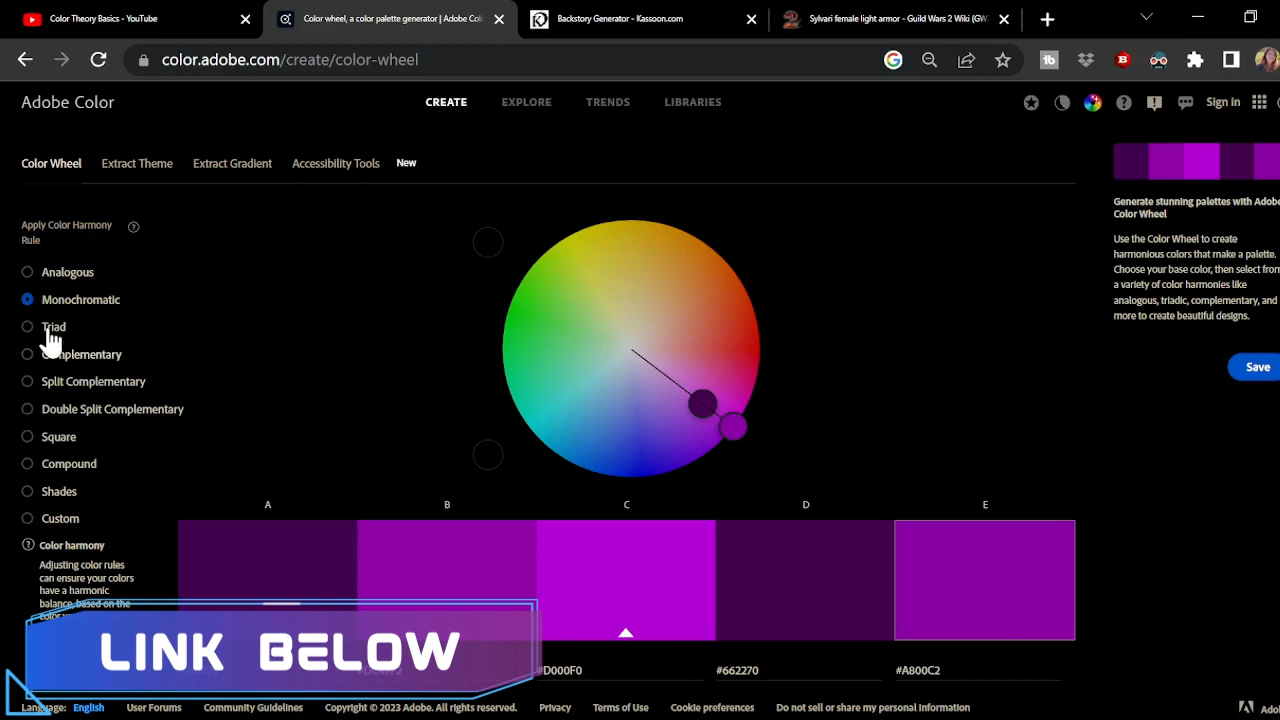 Color Theory Basics - YouTube
Color wheel, a color palette generator | Adobe Col
Backstory Generator - Kassoon.com
Sylvari female light armor - Guild Wars 2 Wiki (GW
color.adobe.com/create/color-wheel
Adobe Color
CREATE EXPLORE TRENDS LIBRARIES
Sign in
Color Wheel Extract Theme Extract Gradient Accessibility Tools New
Apply Color Harmony
Rule
Analogous
Monochromatic
Triad
Complementary
Split Complementary
Double Split Complementary
Square
Compound
Shades
Custom
Color harmony
Adjusting color rules
can ensure your colors
have a harmonic
balance, based on the
Generate stunning palettes with Adobe
Color Wheel
Use the Color Wheel to create
harmonious colors that make a palette.
Choose your base color, then select from
a variety of color harmonies like
analogous, triadic, complementary, and
more to create beautiful designs.
Save
A B C D E
LINK BELOW
#D000F0 #662270 #A800C2
Language: English User Forums Community Guidelines Copyright © 2023 Adobe. All rights reserved. Privacy Terms of Use Cookie preferences Do not sell or share my personal information
Adob